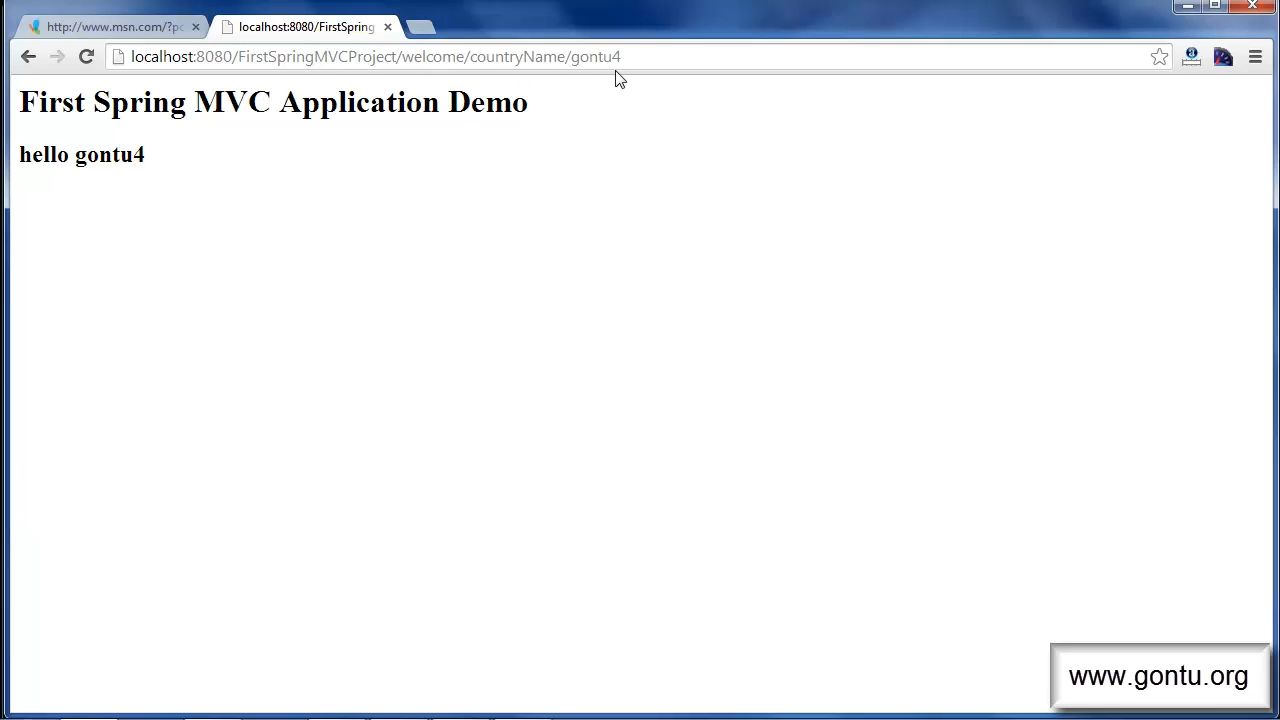 http://www.msn.com/?pc
localhost:8080/FirstSpring
localhost:8080/FirstSpringMVCProject/welcome/countryName/gontu4
First Spring MVC Application Demo
hello gontu4
www.gontu.org